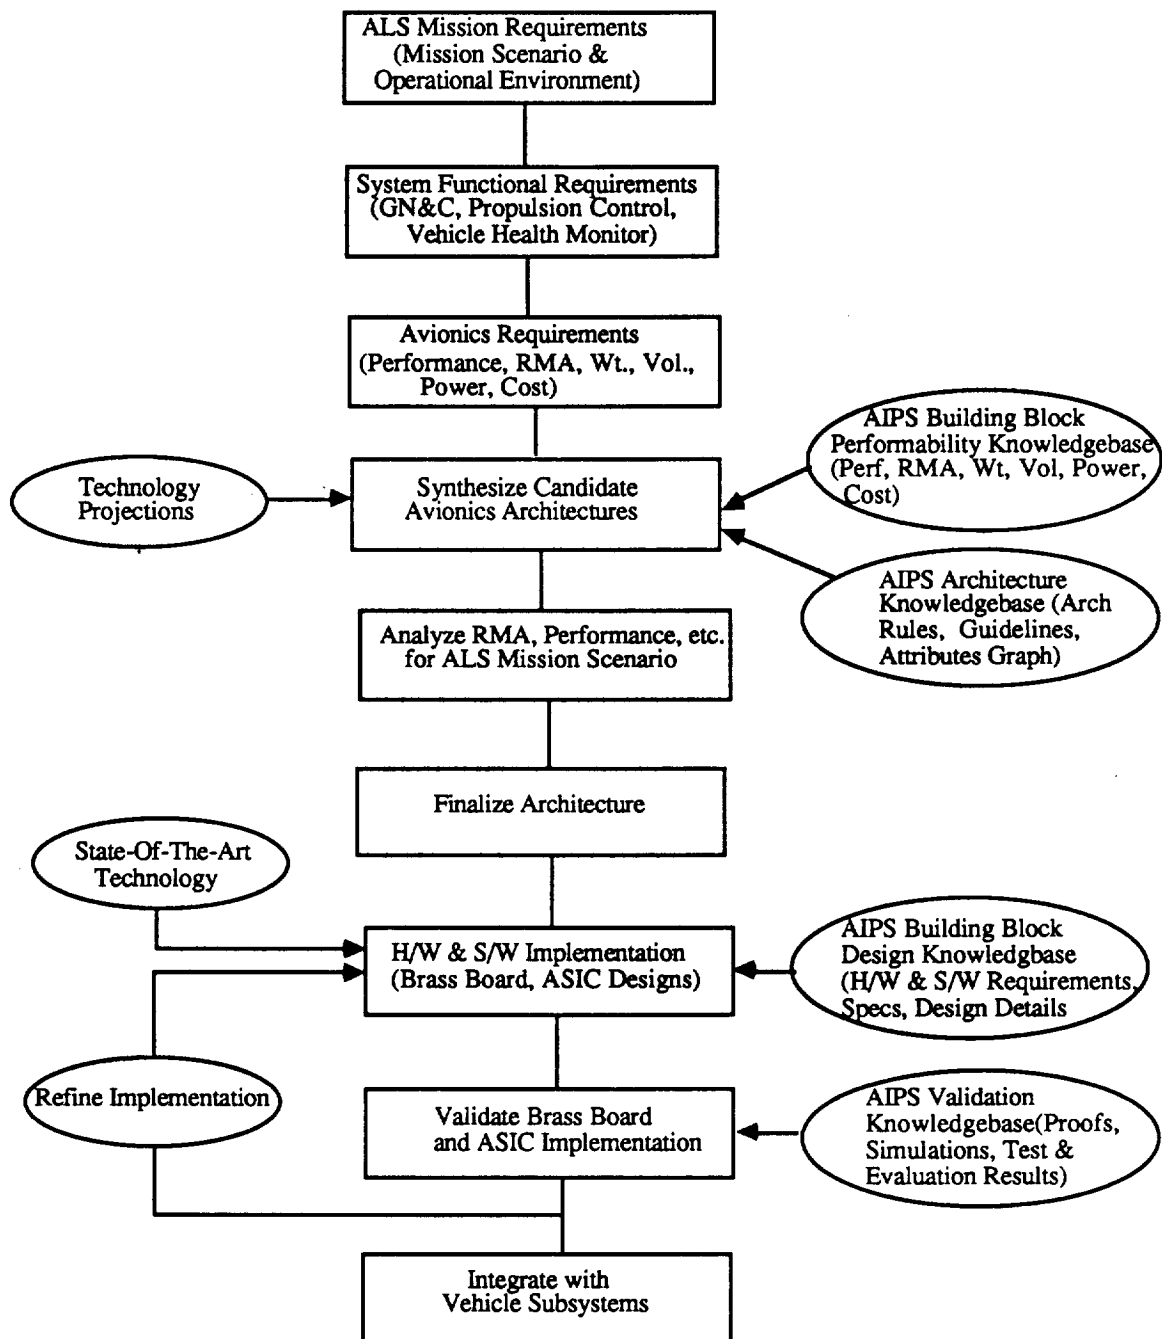 ALS Mission Requirements
(Mission Scenario &
Operational Environment)
System Functional Requirements
(GN&C, Propulsion Control,
Vehicle Health Monitor)
Avionics Requirements
(Performance, RMA, Wt., Vol.,
Power, Cost)
AIPS Building Block
Performability Knowledgebase
(Perf, RMA, Wt, Vol, Power,
Cost)
Technology
Projections
Synthesize Candidate
Avionics Architectures
AIPS Architecture
Knowledgebase (Arch
Rules, Guidelines,
Attributes Graph)
Analyze RMA, Performance, etc.
for ALS Mission Scenario
Finalize Architecture
State-Of-The-Art
Technology
H/W & S/W Implementation
(Brass Board, ASIC Designs)
AIPS Building Block
Design Knowledgbase
(H/W & S/W Requirements,
Specs, Design Details
Refine Implementation
Validate Brass Board
and ASIC Implementation
AIPS Validation
Knowledgebase(Proofs,
Simulations, Test &
Evaluation Results)
Integrate with
Vehicle Subsystems